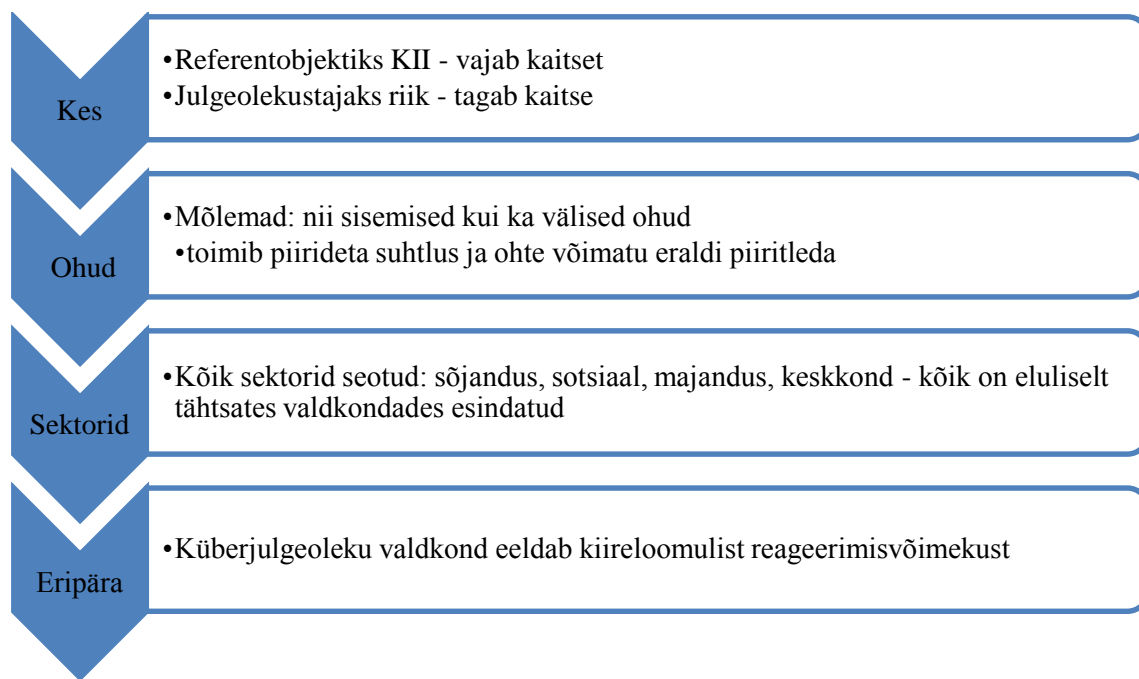 Kes
•Referentobjektiks KII - vajab kaitset
•Julgeolekustajaks riik - tagab kaitse
Ohud
•Mõlemad: nii sisemised kui ka välised ohud
•toimib piirideta suhtlus ja ohte võimatu eraldi piiritleda
Sektorid
•Kõik sektorid seotud: sõjandus, sotsiaal, majandus, keskkond - kõik on eluliselt
tähtsates valdkondades esindatud
Eripära
•Küberjulgeoleku valdkond eeldab kiireloomulist reageerimisvõimekust